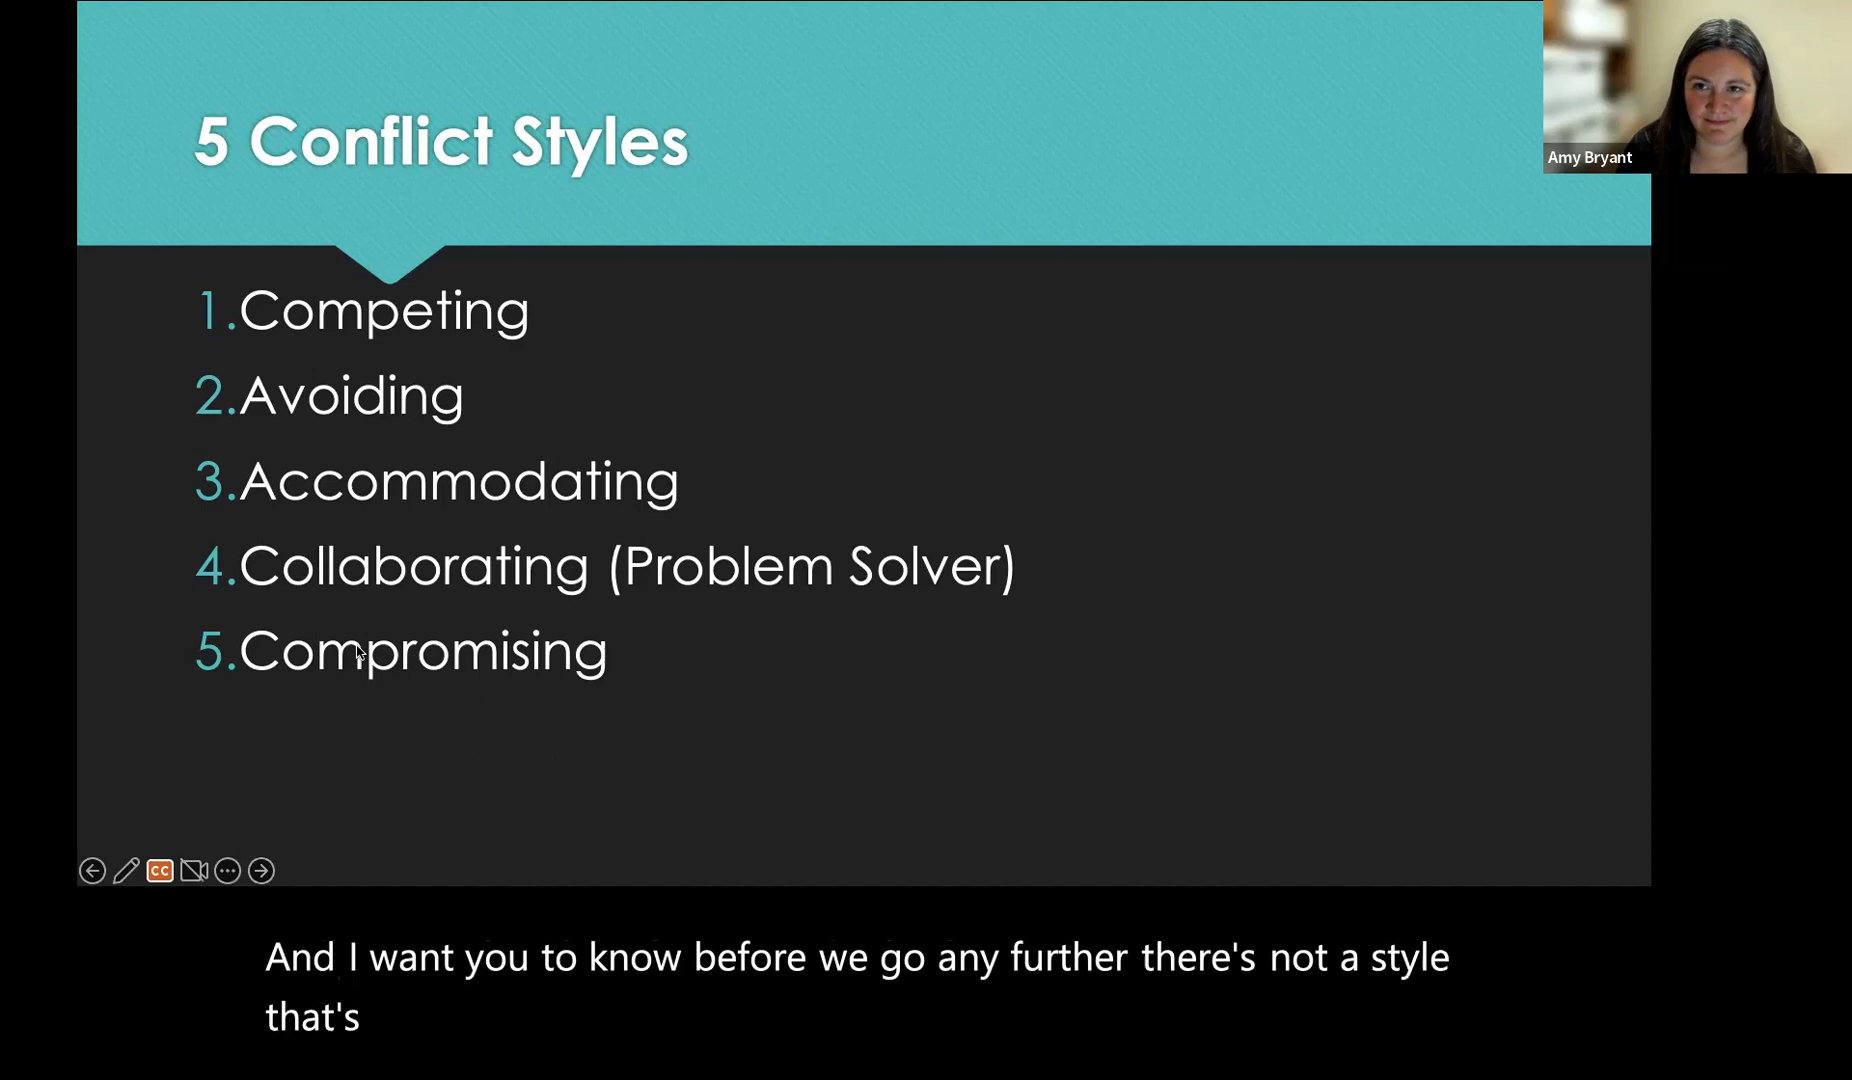 5 Conflict Styles
Amy Bryant
1.Competing
2.Avoiding
3.Accommodating
4.Collaborating (Problem Solver)
5.Compromising
CC
And I want you to know before we go any further there's not a style
that's